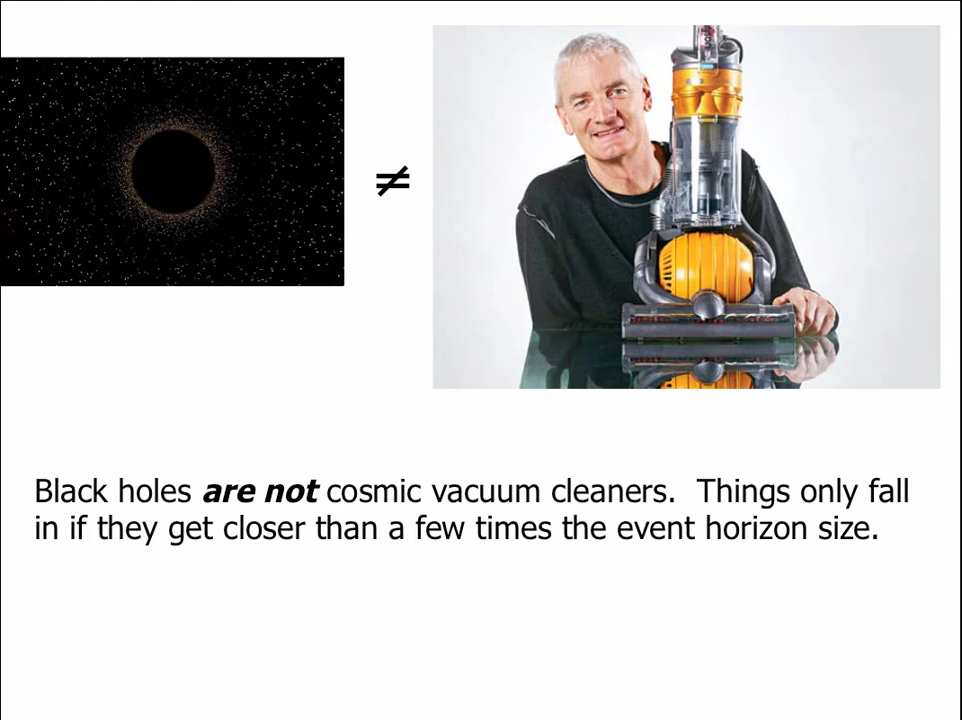 ≠
Black holes are not cosmic vacuum cleaners.  Things only fall
in if they get closer than a few times the event horizon size.